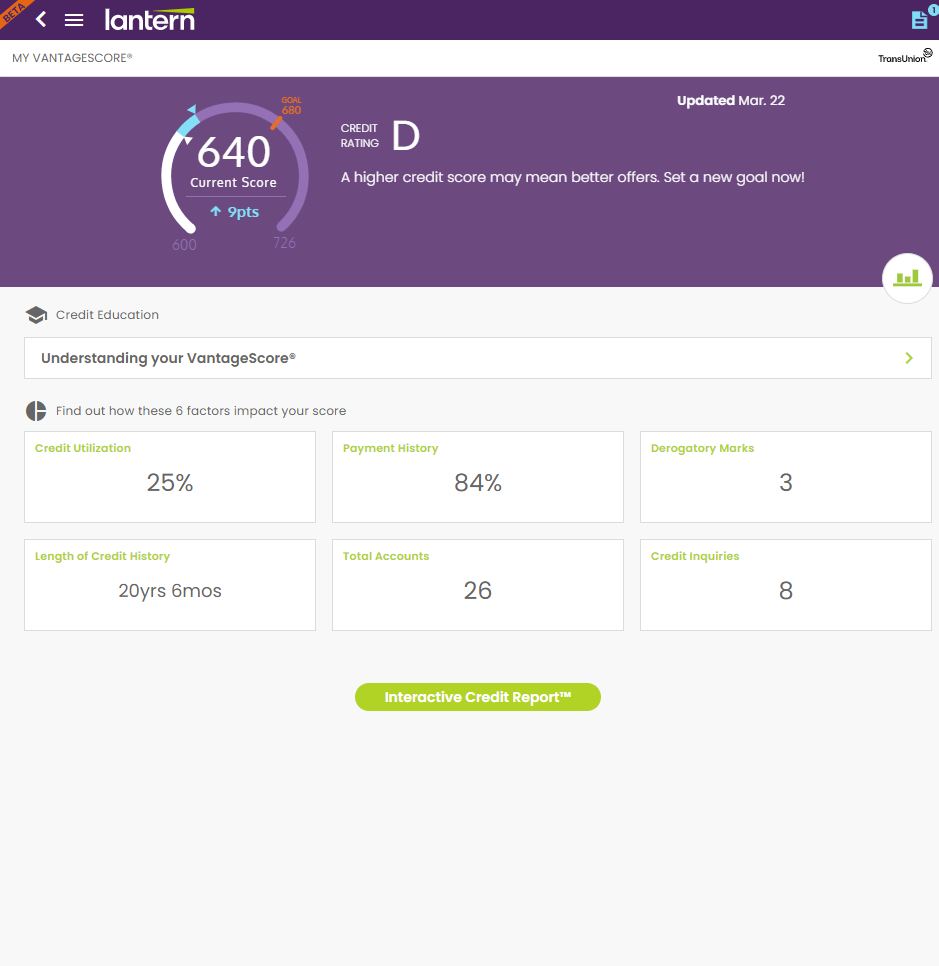 BETA
lantern
1
MY VANTAGESCORE®
TransUnion
Updated Mar. 22
GOAL
680
640
Current Score
9pts
600
726
CREDIT
RATING
D
A higher credit score may mean better offers. Set a new goal now!
Credit Education
Understanding your VantageScore®
Find out how these 6 factors impact your score
Credit Utilization
25%
Payment History
84%
Derogatory Marks
3
Length of Credit History
20yrs 6mos
Total Accounts
26
Credit Inquiries
8
Interactive Credit Report™